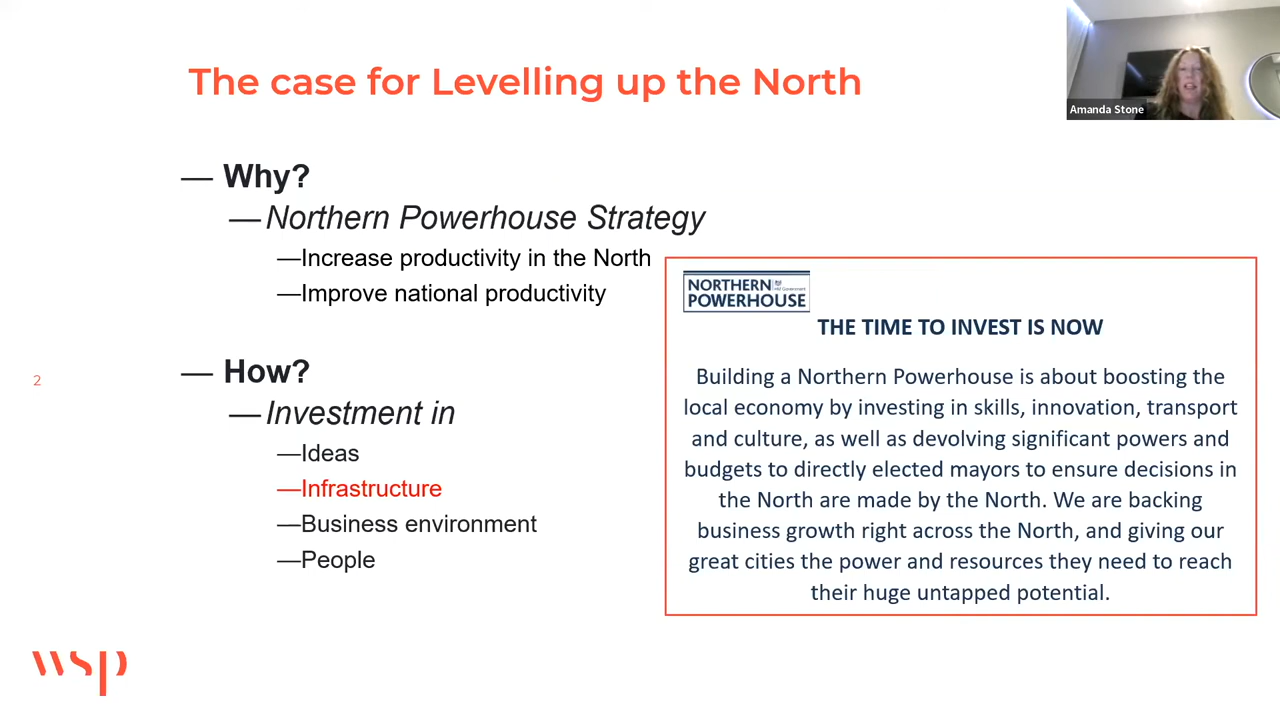 The case for Levelling up the North
Amanda Stone
— Why?
— Northern Powerhouse Strategy
—Increase productivity in the North
—Improve national productivity
— How?
— Investment in
—Ideas
—Infrastructure
—Business environment
—People
2
NORTHERN
HM Government
POWERHOUSE
THE TIME TO INVEST IS NOW
Building a Northern Powerhouse is about boosting the
local economy by investing in skills, innovation, transport
and culture, as well as devolving significant powers and
budgets to directly elected mayors to ensure decisions in
the North are made by the North. We are backing
business growth right across the North, and giving our
great cities the power and resources they need to reach
their huge untapped potential.
wsp